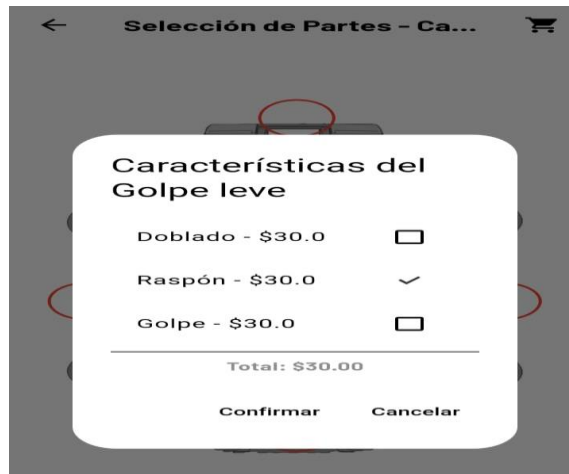 Selección de Partes - Ca...
Características del
Golpe leve
Doblado - $30.0
Raspón - $30.0
Golpe - $30.0
Total: $30.00
Confirmar Cancelar